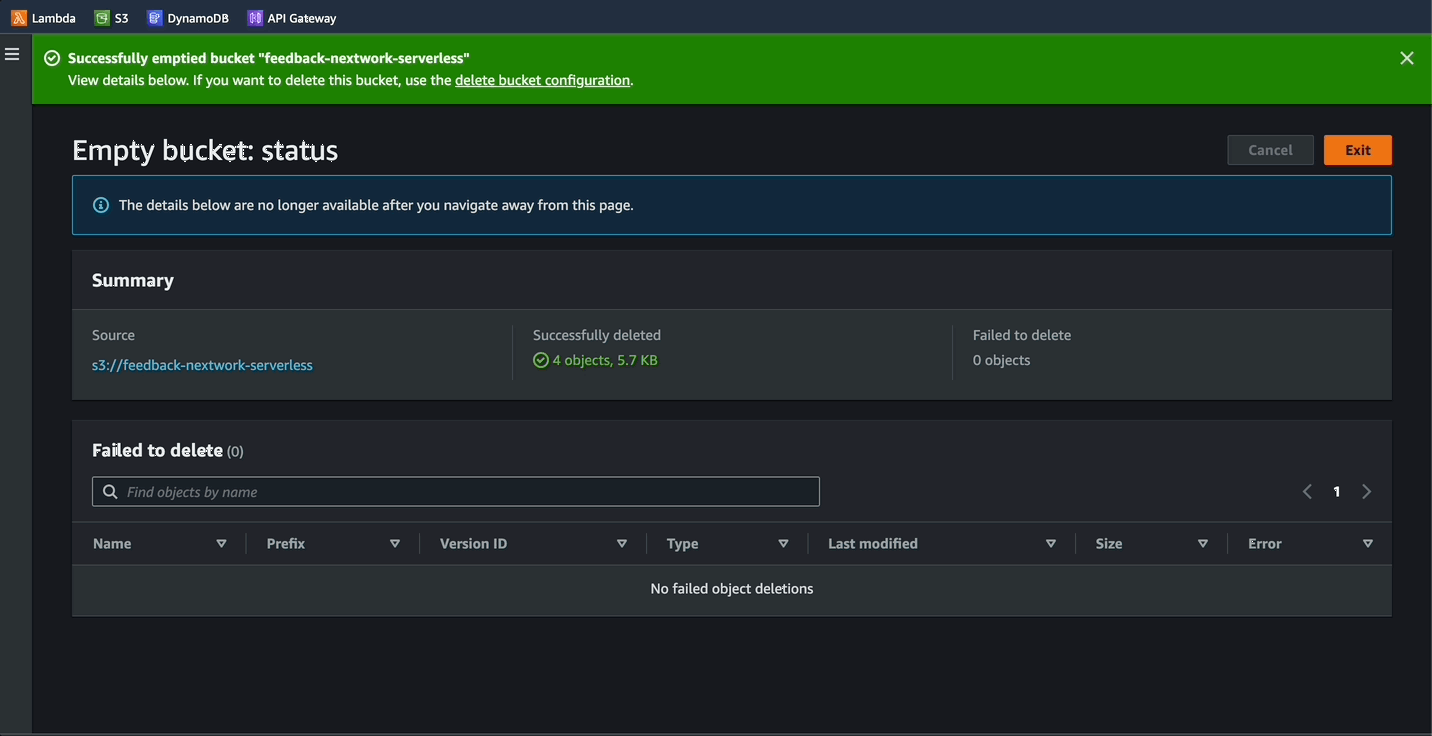 Lambda S3 DynamoDB API Gateway
Successfully emptied bucket "feedback-nextwork-serverless"
View details below. If you want to delete this bucket, use the delete bucket configuration.
Empty bucket: status
Cancel Exit
The details below are no longer available after you navigate away from this page.
Summary
Source Successfully deleted Failed to delete
s3://feedback-nextwork-serverless 4 objects, 5.7 KB 0 objects
Failed to delete (0)
Find objects by name 1
Name Prefix Version ID Type Last modified Size Error
No failed object deletions